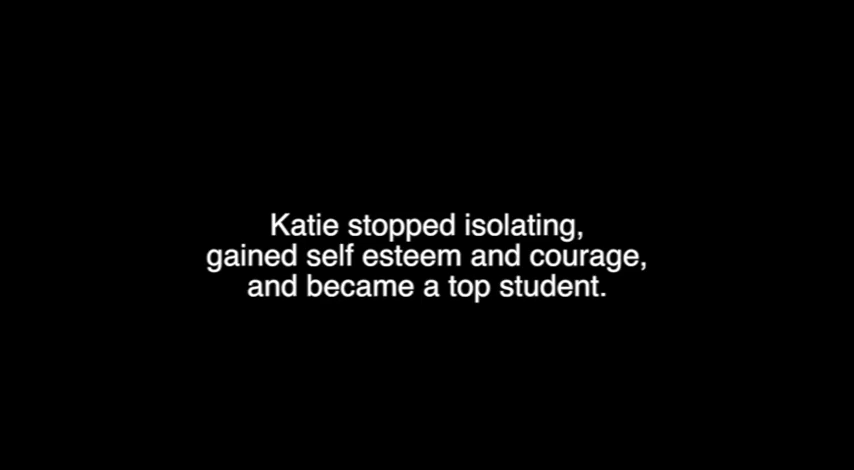 Katie stopped isolating,
gained self esteem and courage,
and became a top student.